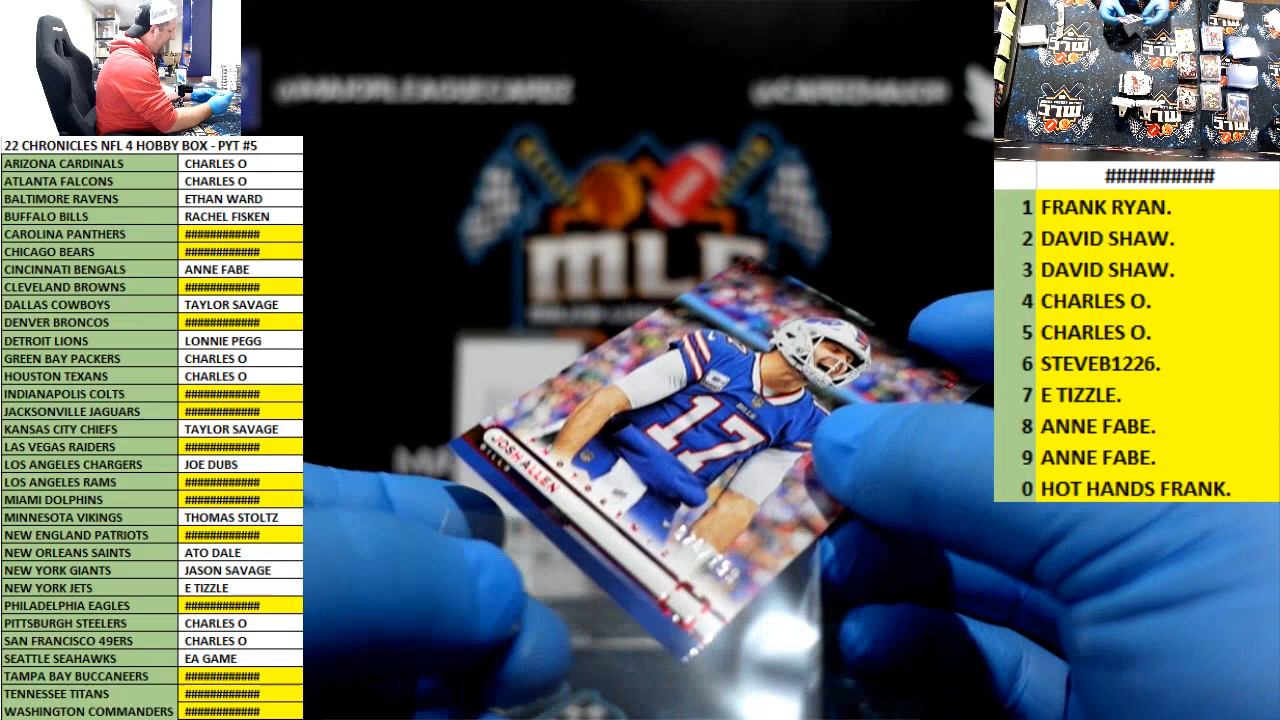 22 CHRONICLES NFL 4 HOBBY BOX - PYT #5
ARIZONA CARDINALS CHARLES O
ATLANTA FALCONS CHARLES O
BALTIMORE RAVENS ETHAN WARD
BUFFALO BILLS RACHEL FISKEN
CAROLINA PANTHERS ############
CHICAGO BEARS ############
CINCINNATI BENGALS ANNE FABE
CLEVELAND BROWNS ############
DALLAS COWBOYS TAYLOR SAVAGE
DENVER BRONCOS ############
DETROIT LIONS LONNIE PEGG
GREEN BAY PACKERS CHARLES O
HOUSTON TEXANS CHARLES O
INDIANAPOLIS COLTS ############
JACKSONVILLE JAGUARS ############
KANSAS CITY CHIEFS TAYLOR SAVAGE
LAS VEGAS RAIDERS ############
LOS ANGELES CHARGERS JOE DUBS
LOS ANGELES RAMS ############
MIAMI DOLPHINS ############
MINNESOTA VIKINGS THOMAS STOLTZ
NEW ENGLAND PATRIOTS ############
NEW ORLEANS SAINTS ATO DALE
NEW YORK GIANTS JASON SAVAGE
NEW YORK JETS E TIZZLE
PHILADELPHIA EAGLES ############
PITTSBURGH STEELERS CHARLES O
SAN FRANCISCO 49ERS CHARLES O
SEATTLE SEAHAWKS EA GAME
TAMPA BAY BUCCANEERS ############
TENNESSEE TITANS ############
WASHINGTON COMMANDERS ############
@MAJORLEAGUECARDZ
MLC
17
BILLS
JOSH ALLEN
BILLS
##########
1 FRANK RYAN.
2 DAVID SHAW.
3 DAVID SHAW.
4 CHARLES O.
5 CHARLES O.
6 STEVEB1226.
7 E TIZZLE.
8 ANNE FABE.
9 ANNE FABE.
0 HOT HANDS FRANK.